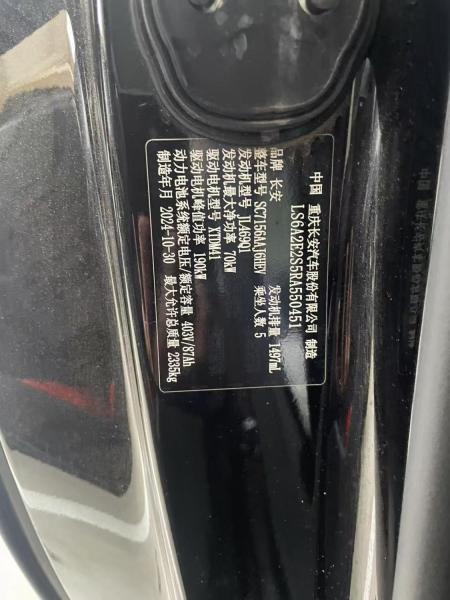 中国 重庆长安汽车股份有限公司 制造
LS6A2E2S5RA550451
品牌 长安
整车型号 SC7156AAJ6HEV 发动机排量 1497mL
发动机型号 JL469Q1 乘坐人数 5
发动机最大净功率 70kW
驱动电机型号 XTDM41
驱动电机峰值功率 190kW
动力电池系统额定电压/额定容量 403V/87Ah
制造年月 2024-10-30 最大允许总质量 2335kg